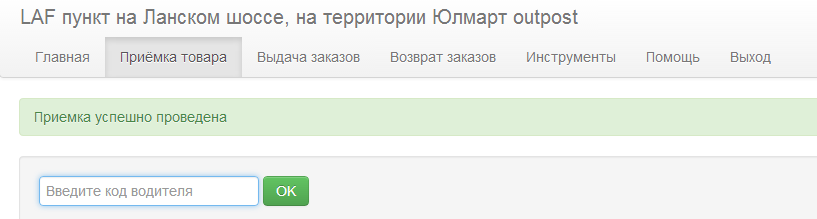 LAF пункт на Ланском шоссе, на территории Юлмарт outpost
Главная Приёмка товара Выдача заказов Возврат заказов Инструменты Помощь Выход
Приемка успешно проведена
Введите код водителя OK